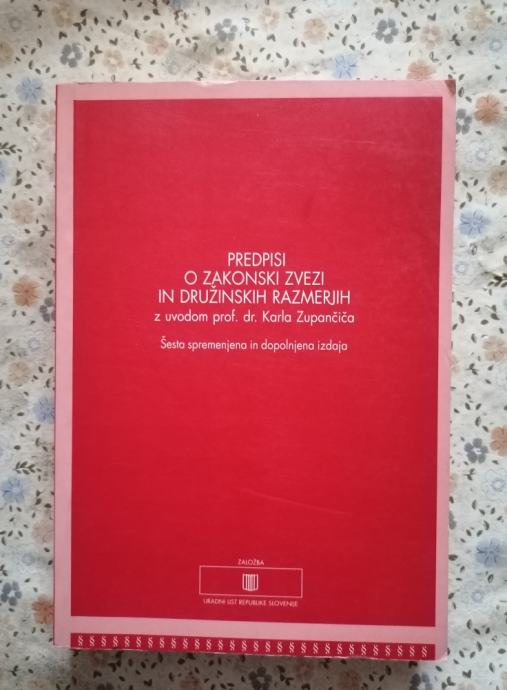 PREDPISI
O ZAKONSKI ZVEZI
IN DRUŽINSKIH RAZMERJIH
z uvodom prof. dr. Karla Zupančiča
Šesta spremenjena in dopolnjena izdaja
ZALOŽBA
URADNI LIST REPUBLIKE SLOVENIJE
§ § § § § § § § § § § § § § § § § § § § § § § § § § § §